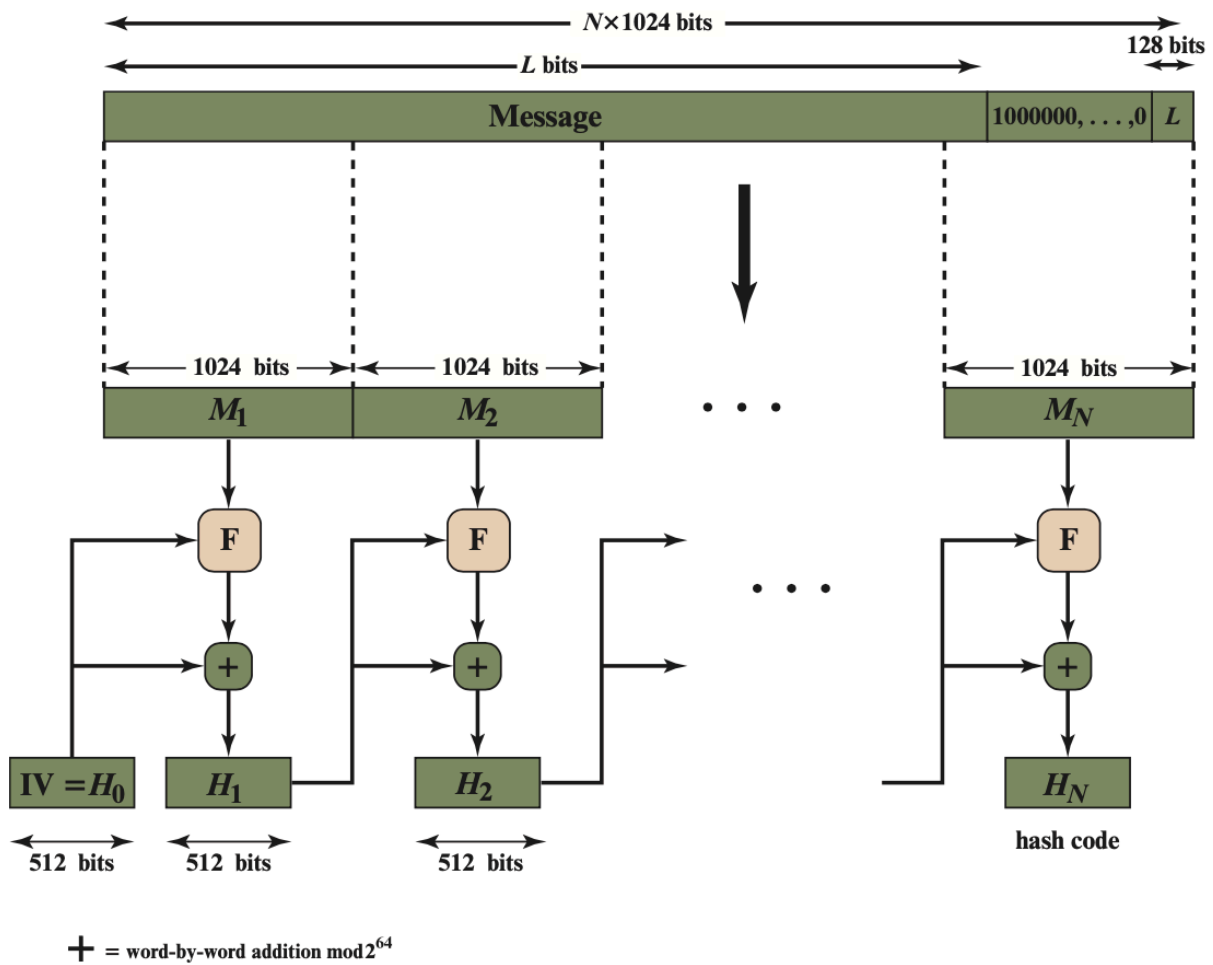 N×1024 bits
128 bits
L bits
Message
1000000, . . . ,0
L
1024 bits
1024 bits
1024 bits
M1
M2
. . .
MN
F
F
F
. . .
+
+
+
IV = H0
H1
H2
HN
512 bits
512 bits
512 bits
hash code
+ = word-by-word addition mod 2^64